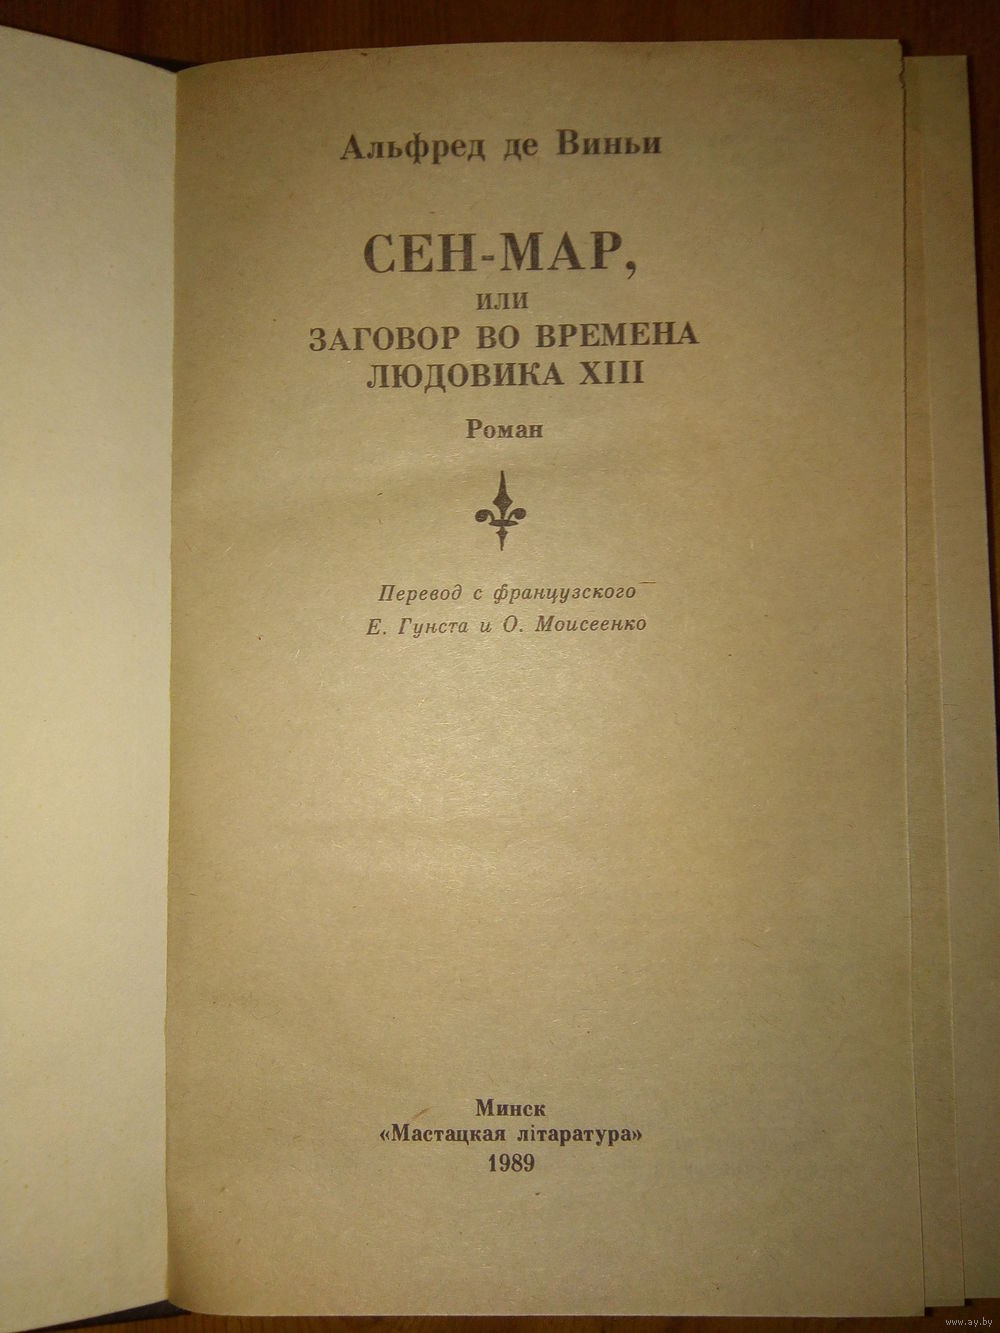 Альфред де Виньи
СЕН-МАР,
ИЛИ
ЗАГОВОР ВО ВРЕМЕНА
ЛЮДОВИКА XIII
Роман
Перевод с французского
Е. Гунста и О. Моисеенко
Минск
«Мастацкая лiтаратура»
1989
www.ay.by